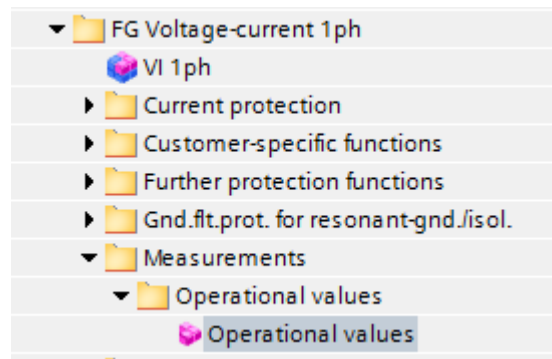 FG Voltage-current 1ph
VI 1ph
Current protection
Customer-specific functions
Further protection functions
Gnd.flt.prot. for resonant-gnd./isol.
Measurements
Operational values
Operational values